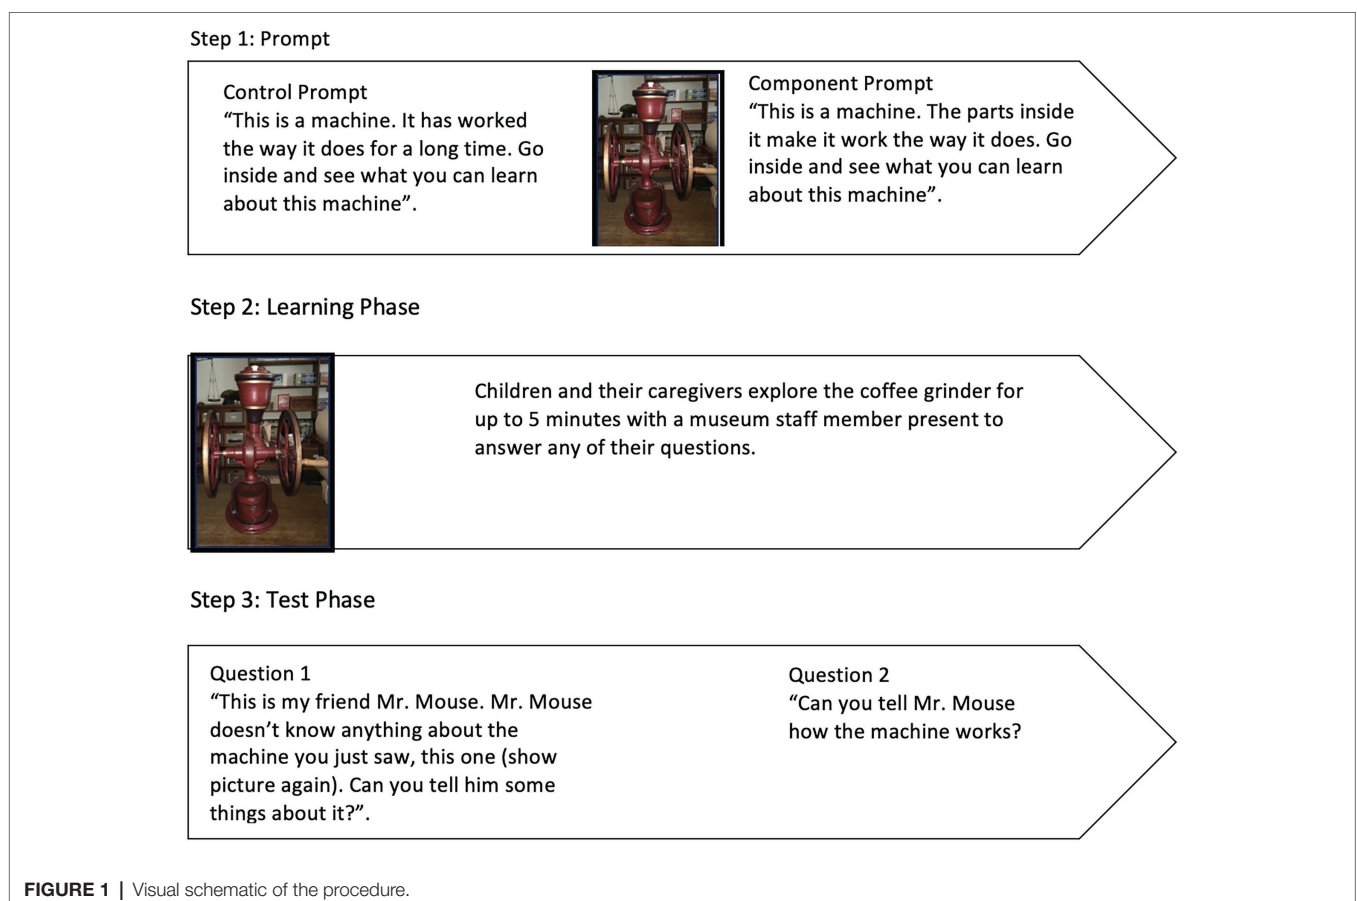 Step 1: Prompt
Control Prompt
“This is a machine. It has worked
the way it does for a long time. Go
inside and see what you can learn
about this machine”.
Component Prompt
“This is a machine. The parts inside
it make it work the way it does. Go
inside and see what you can learn
about this machine”.
Step 2: Learning Phase
Children and their caregivers explore the coffee grinder for
up to 5 minutes with a museum staff member present to
answer any of their questions.
Step 3: Test Phase
Question 1
“This is my friend Mr. Mouse. Mr. Mouse
doesn’t know anything about the
machine you just saw, this one (show
picture again). Can you tell him some
things about it?”.
Question 2
“Can you tell Mr. Mouse
how the machine works?
FIGURE 1 | Visual schematic of the procedure.